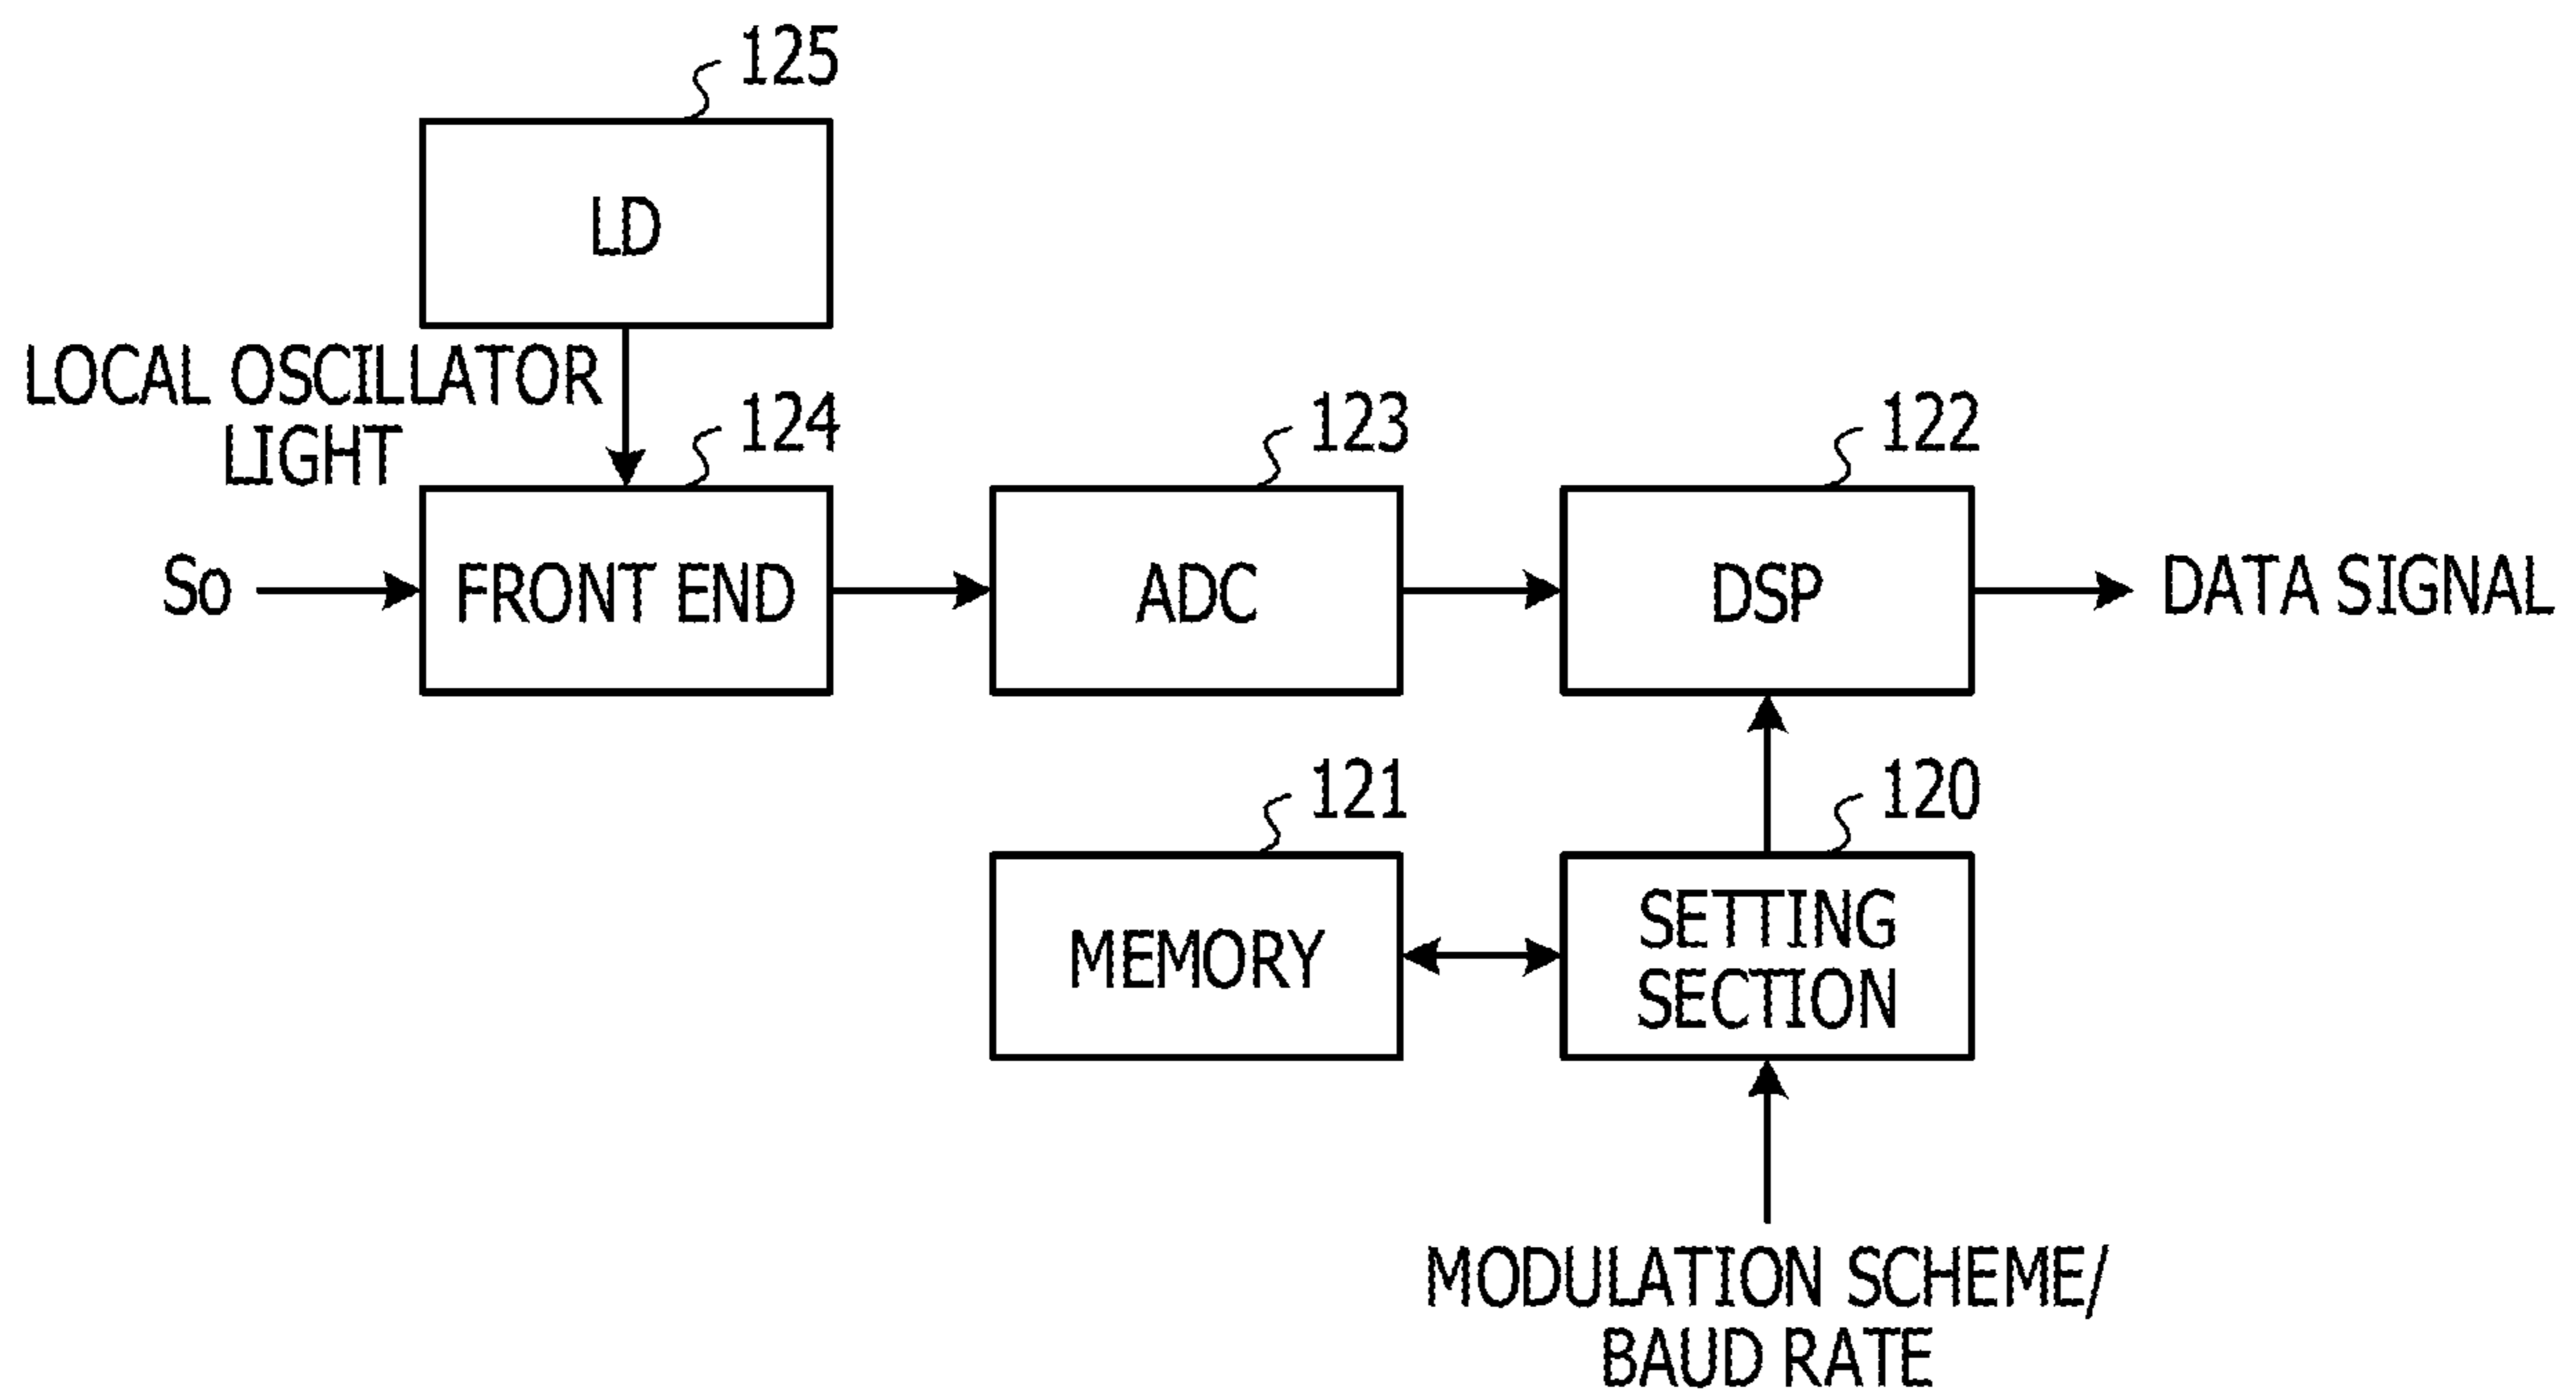 125
LD
LOCAL OSCILLATOR
LIGHT
124
123
122
So
FRONT END
ADC
DSP
DATA SIGNAL
121
120
MEMORY
SETTING
SECTION
MODULATION SCHEME/
BAUD RATE